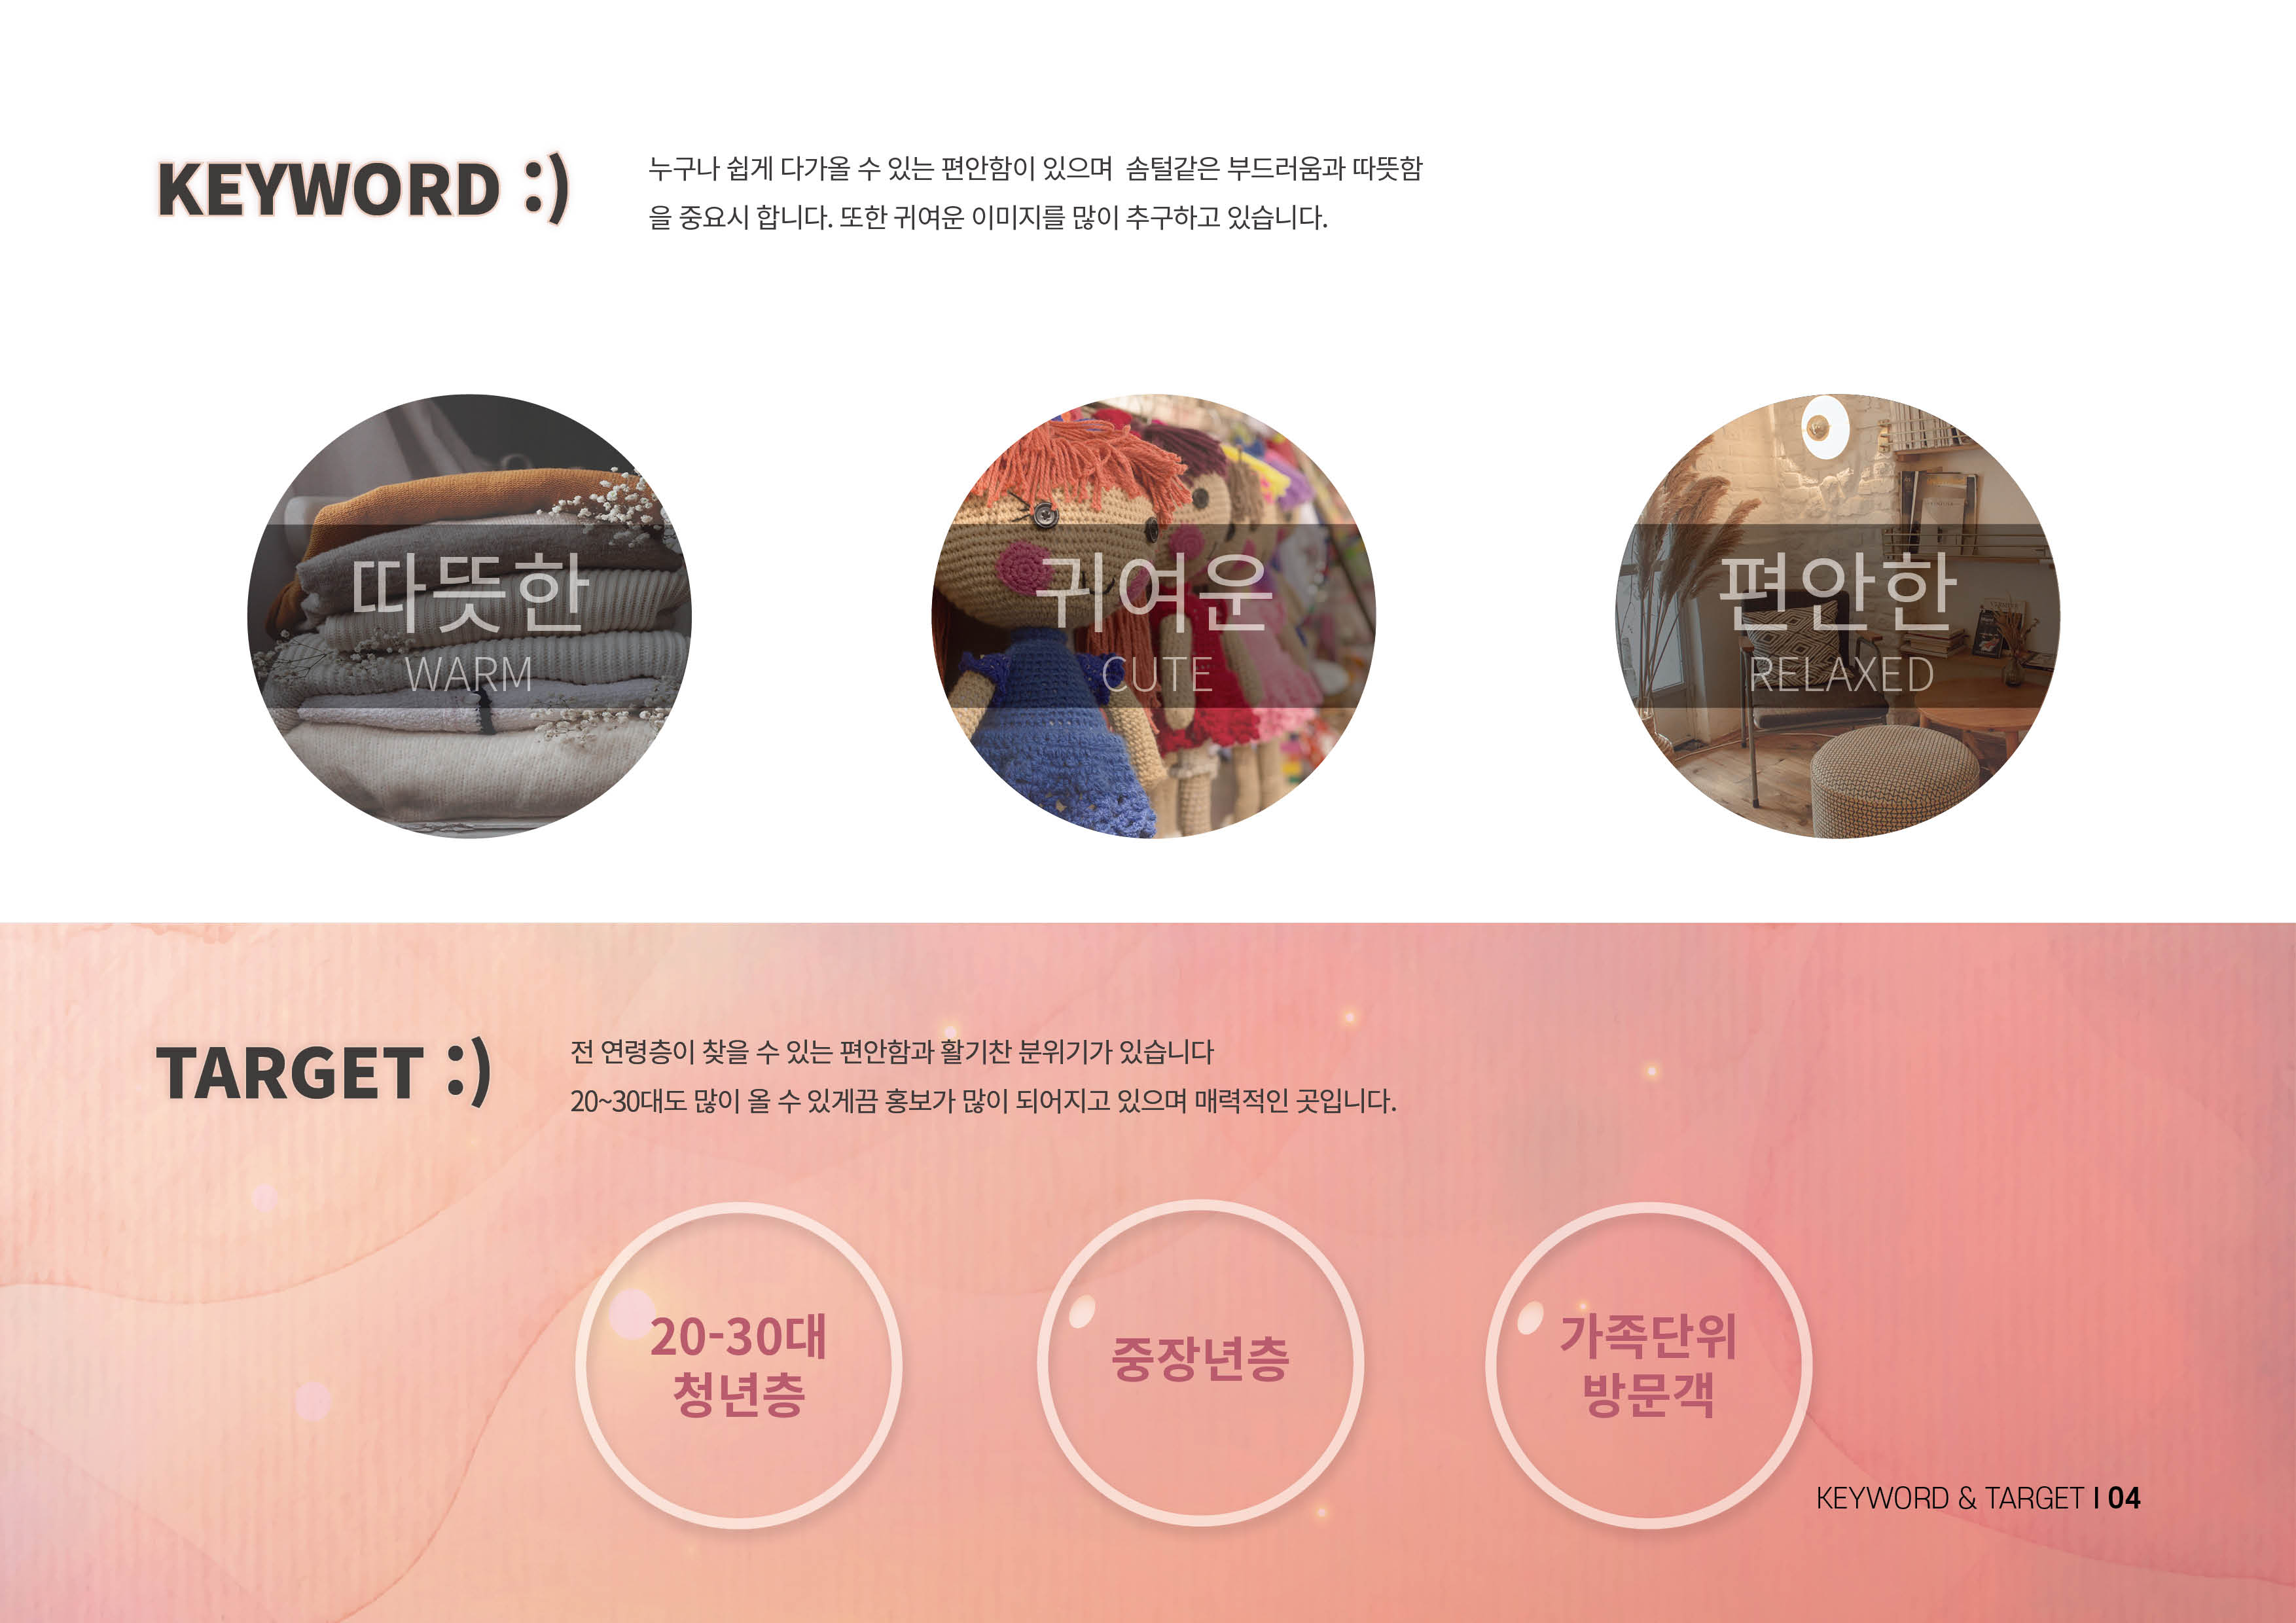 KEYWORD :)
누구나 쉽게 다가올 수 있는 편안함이 있으며 솜털같은 부드러움과 따뜻함
을 중요시 합니다. 또한 귀여운 이미지를 많이 추구하고 있습니다.
따뜻한
WARM
귀여운
CUTE
편안한
RELAXED
TARGET :)
전 연령층이 찾을 수 있는 편안함과 활기찬 분위기가 있습니다
20~30대도 많이 올 수 있게끔 홍보가 많이 되어지고 있으며 매력적인 곳입니다.
20-30대
청년층
중장년층
가족단위
방문객
KEYWORD & TARGET I 04